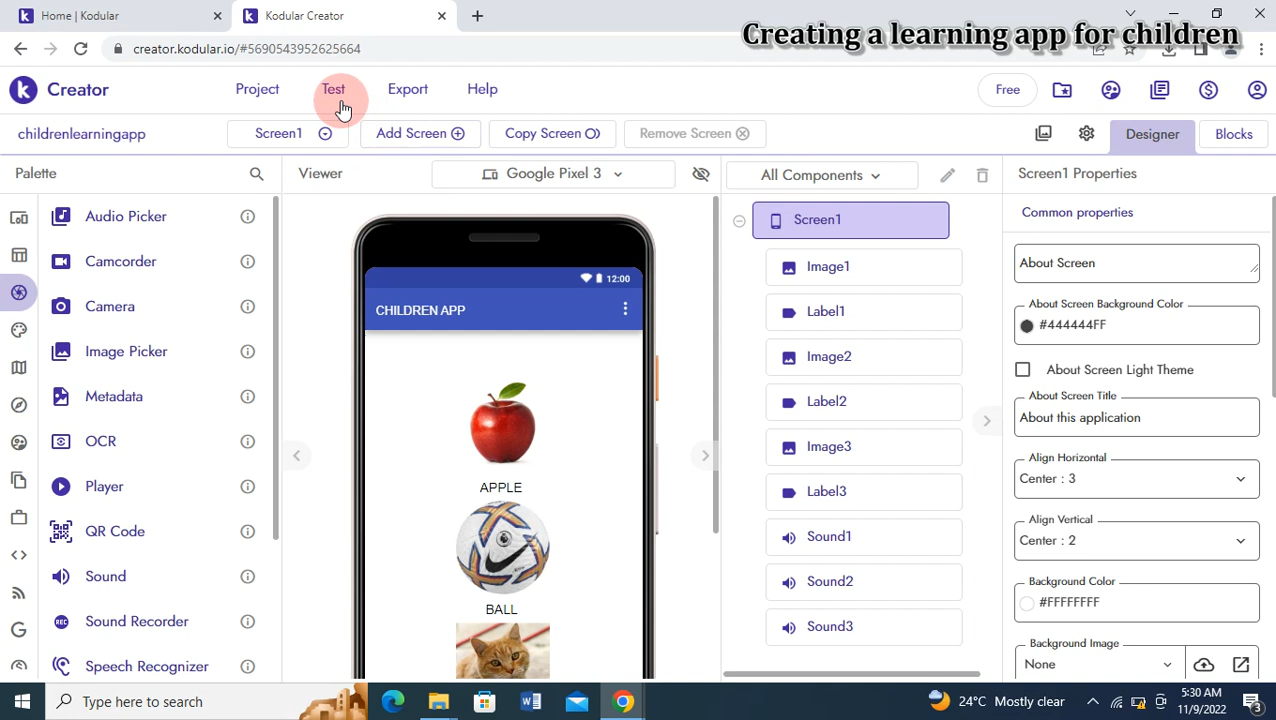 Home | Kodular
Kodular Creator
Creating a learning app for children
creator.kodular.io/#5690543952625664
Creator
Project
Test
Export
Help
Free
childrenlearningapp
Screen1
Add Screen
Copy Screen
Remove Screen
Designer
Blocks
Palette
Viewer
Google Pixel 3
All Components
Screen1 Properties
Audio Picker
Camcorder
Camera
Image Picker
Metadata
OCR
Player
QR Code
Sound
Sound Recorder
Speech Recognizer
12:00
CHILDREN APP
APPLE
BALL
Screen1
Image1
Label1
Image2
Label2
Image3
Label3
Sound1
Sound2
Sound3
Common properties
About Screen
About Screen Background Color
#444444FF
About Screen Light Theme
About Screen Title
About this application
Align Horizontal
Center : 3
Align Vertical
Center : 2
Background Color
#FFFFFFFF
Background Image
None
Type here to search
24°C Mostly clear
5:30 AM
11/9/2022
3